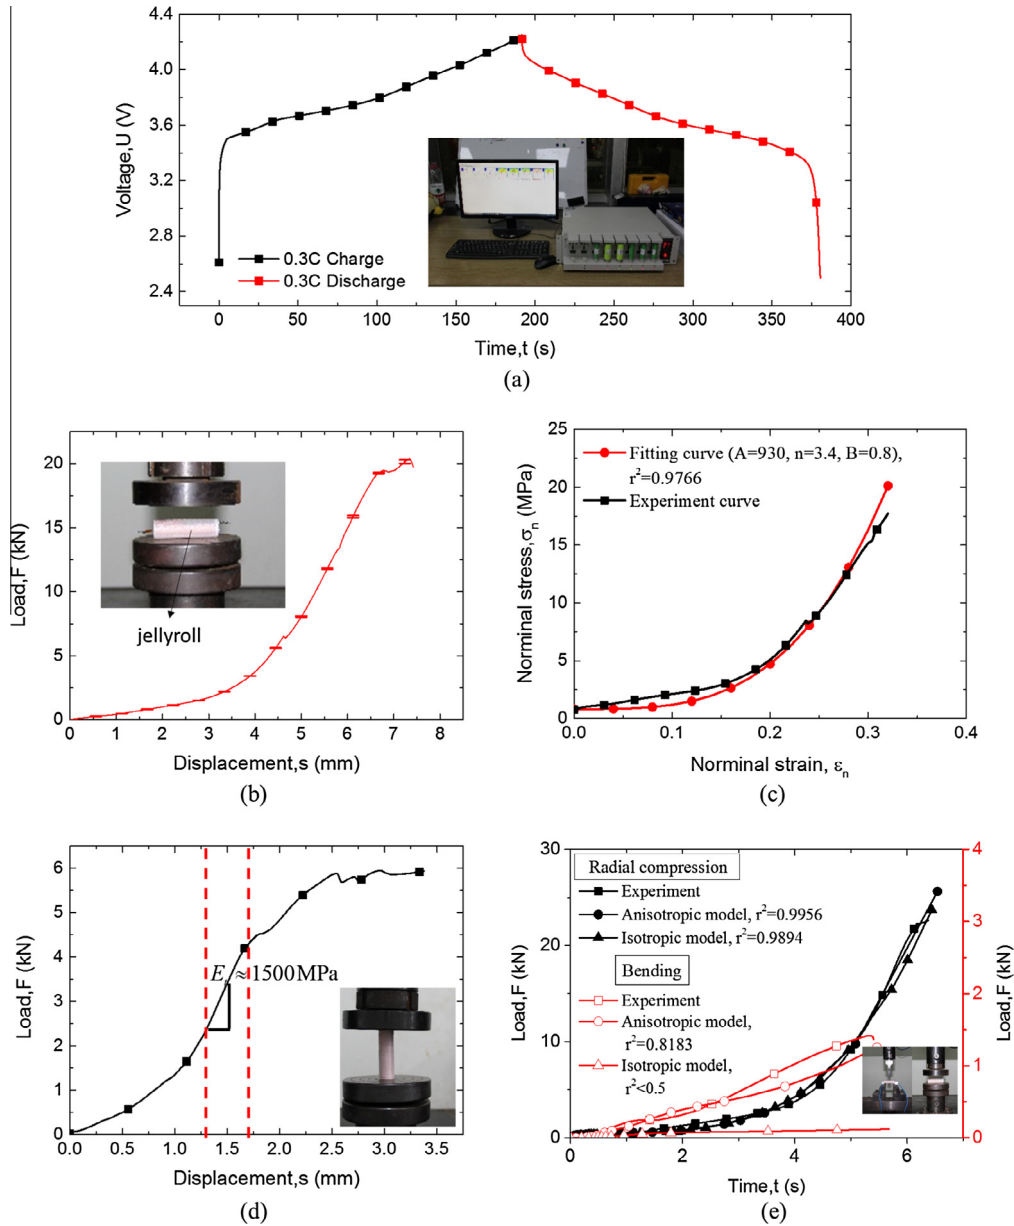 4.4
4.0
3.6
3.2
2.8
2.4
Voltage,U (V)
0.3C Charge
0.3C Discharge
0 50 100 150 200 250 300 350 400
Time,t (s)
(a)
20
15
10
5
0
Load,F (kN)
jellyroll
0 1 2 3 4 5 6 7 8
Displacement,s (mm)
(b)
25
20
15
10
5
0
Norminal stress,σn (MPa)
Fitting curve (A=930, n=3.4, B=0.8),
r²=0.9766
Experiment curve
0.0 0.1 0.2 0.3 0.4
Norminal strain, εn
(c)
6
5
4
3
2
1
0
Load,F (kN)
≈1500MPa
0.0 0.5 1.0 1.5 2.0 2.5 3.0 3.5
Displacement,s (mm)
(d)
30
20
10
0
Load,F (kN)
Radial compression
Experiment
Anisotropic model, r²=0.9956
Isotropic model, r²=0.9894
Bending
Experiment
Anisotropic model,
r²=0.8183
Isotropic model,
r²<0.5
4
3
2
1
0
Load,F (kN)
0 2 4 6
Time,t (s)
(e)